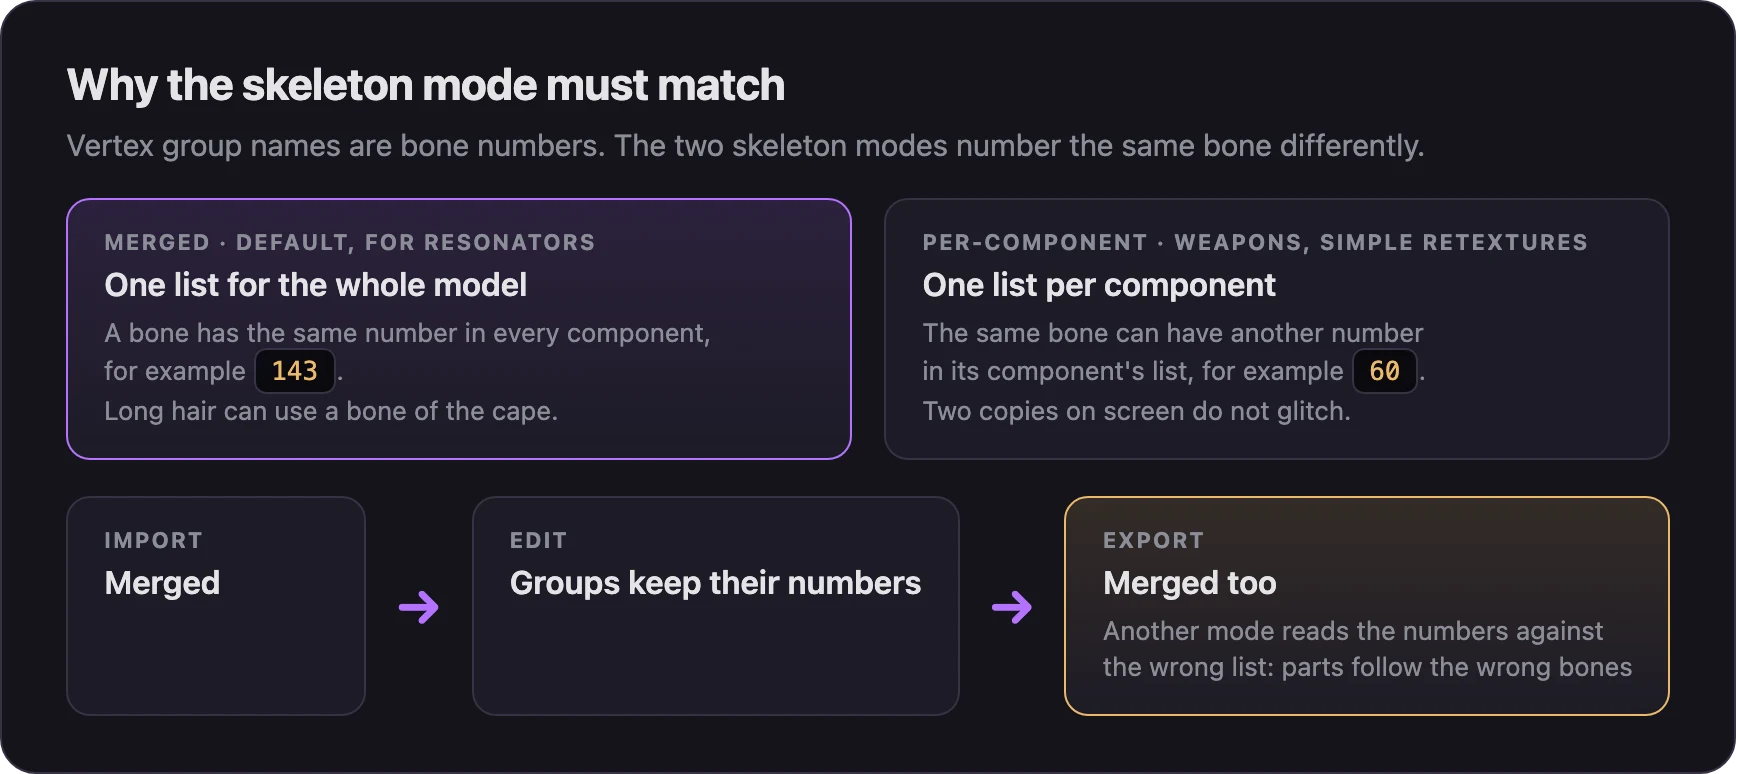 Why the skeleton mode must match
Vertex group names are bone numbers. The two skeleton modes number the same bone differently.
MERGED · DEFAULT, FOR RESONATORS
One list for the whole model
A bone has the same number in every component,
for example 143.
Long hair can use a bone of the cape.
PER-COMPONENT · WEAPONS, SIMPLE RETEXTURES
One list per component
The same bone can have another number
in its component's list, for example 60.
Two copies on screen do not glitch.
IMPORT
Merged
EDIT
Groups keep their numbers
EXPORT
Merged too
Another mode reads the numbers against
the wrong list: parts follow the wrong bones